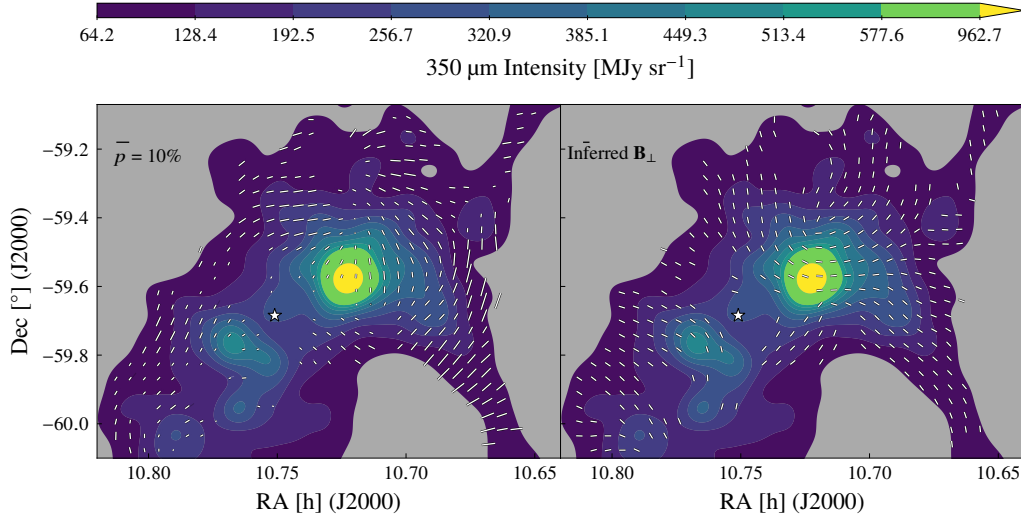 64.2 128.4 192.5 256.7 320.9 385.1 449.3 513.4 577.6 962.7
350 µm Intensity [MJy sr⁻¹]
p̅ = 10%
Inferred B⊥
Dec [°] (J2000)
−59.2
−59.4
−59.6
−59.8
−60.0
10.80 10.75 10.70 10.65
10.80 10.75 10.70 10.65
RA [h] (J2000)
RA [h] (J2000)